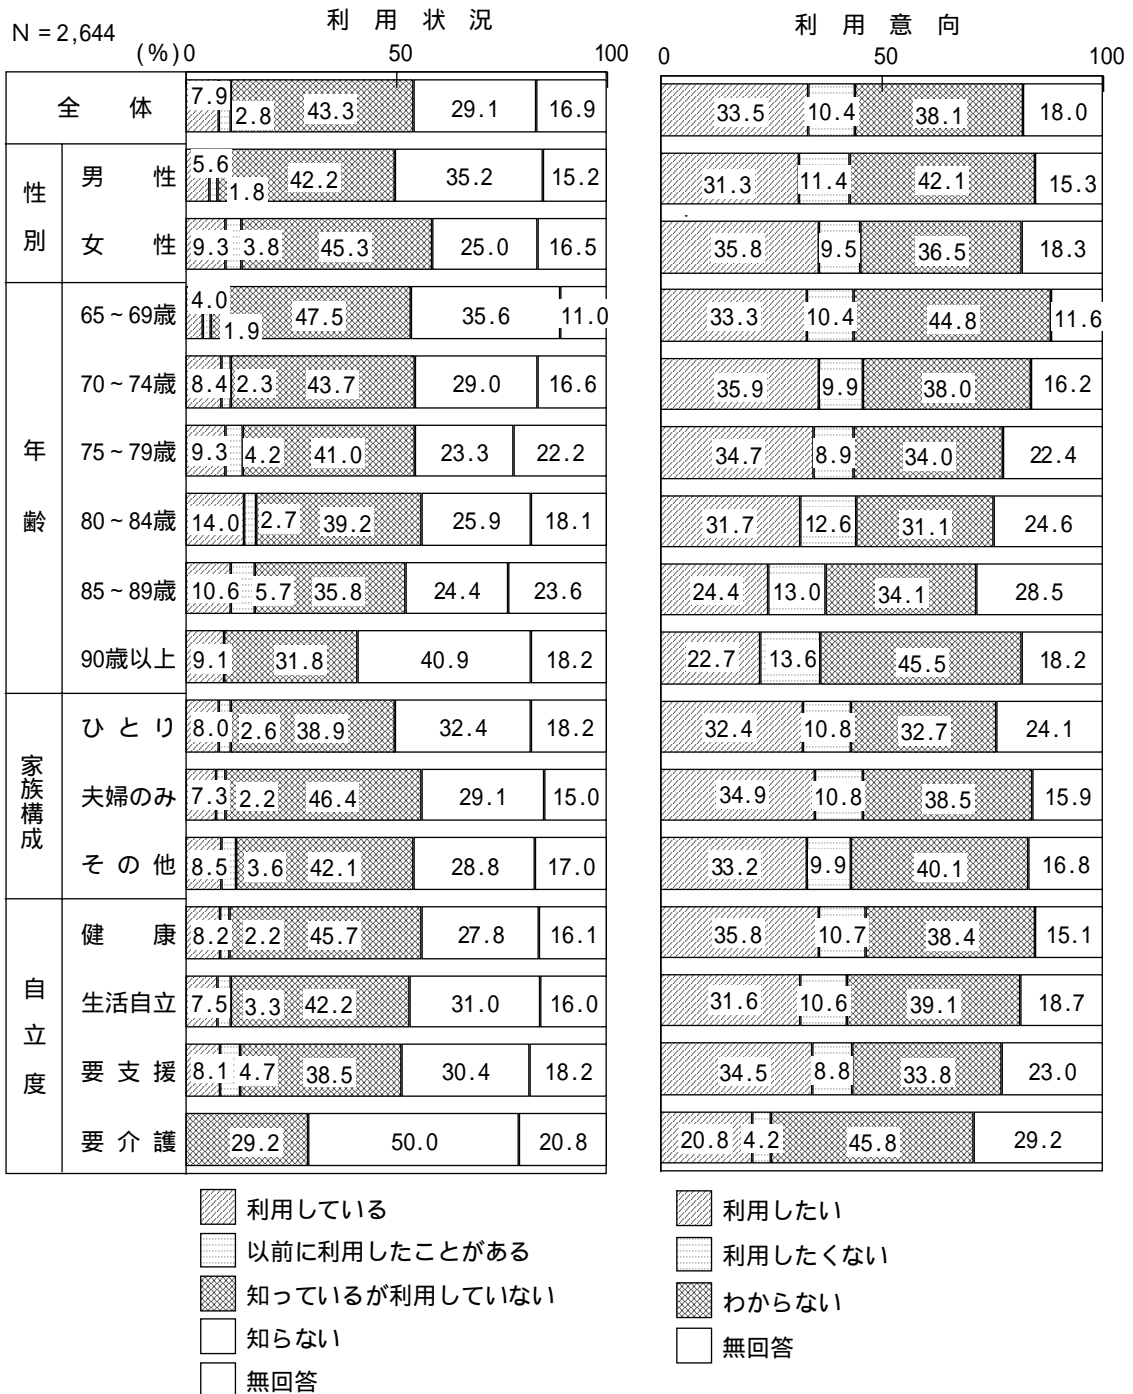 N＝2,644
利用状況
利用意向
(%) 0 50 100
0 50 100
全体 7.9 2.8 43.3 29.1 16.9 33.5 10.4 38.1 18.0
性別
男性 5.6 1.8 42.2 35.2 15.2 31.3 11.4 42.1 15.3
女性 9.3 3.8 45.3 25.0 16.5 35.8 9.5 36.5 18.3
年齢
65～69歳 4.0 1.9 47.5 35.6 11.0 33.3 10.4 44.8 11.6
70～74歳 8.4 2.3 43.7 29.0 16.6 35.9 9.9 38.0 16.2
75～79歳 9.3 4.2 41.0 23.3 22.2 34.7 8.9 34.0 22.4
80～84歳 14.0 2.7 39.2 25.9 18.1 31.7 12.6 31.1 24.6
85～89歳 10.6 5.7 35.8 24.4 23.6 24.4 13.0 34.1 28.5
90歳以上 9.1 31.8 40.9 18.2 22.7 13.6 45.5 18.2
家族構成
ひとり 8.0 2.6 38.9 32.4 18.2 32.4 10.8 32.7 24.1
夫婦のみ 7.3 2.2 46.4 29.1 15.0 34.9 10.8 38.5 15.9
その他 8.5 3.6 42.1 28.8 17.0 33.2 9.9 40.1 16.8
自立度
健康 8.2 2.2 45.7 27.8 16.1 35.8 10.7 38.4 15.1
生活自立 7.5 3.3 42.2 31.0 16.0 31.6 10.6 39.1 18.7
要支援 8.1 4.7 38.5 30.4 18.2 34.5 8.8 33.8 23.0
要介護 29.2 50.0 20.8 20.8 4.2 45.8 29.2
利用している
以前に利用したことがある
知っているが利用していない
知らない
無回答
利用したい
利用したくない
わからない
無回答